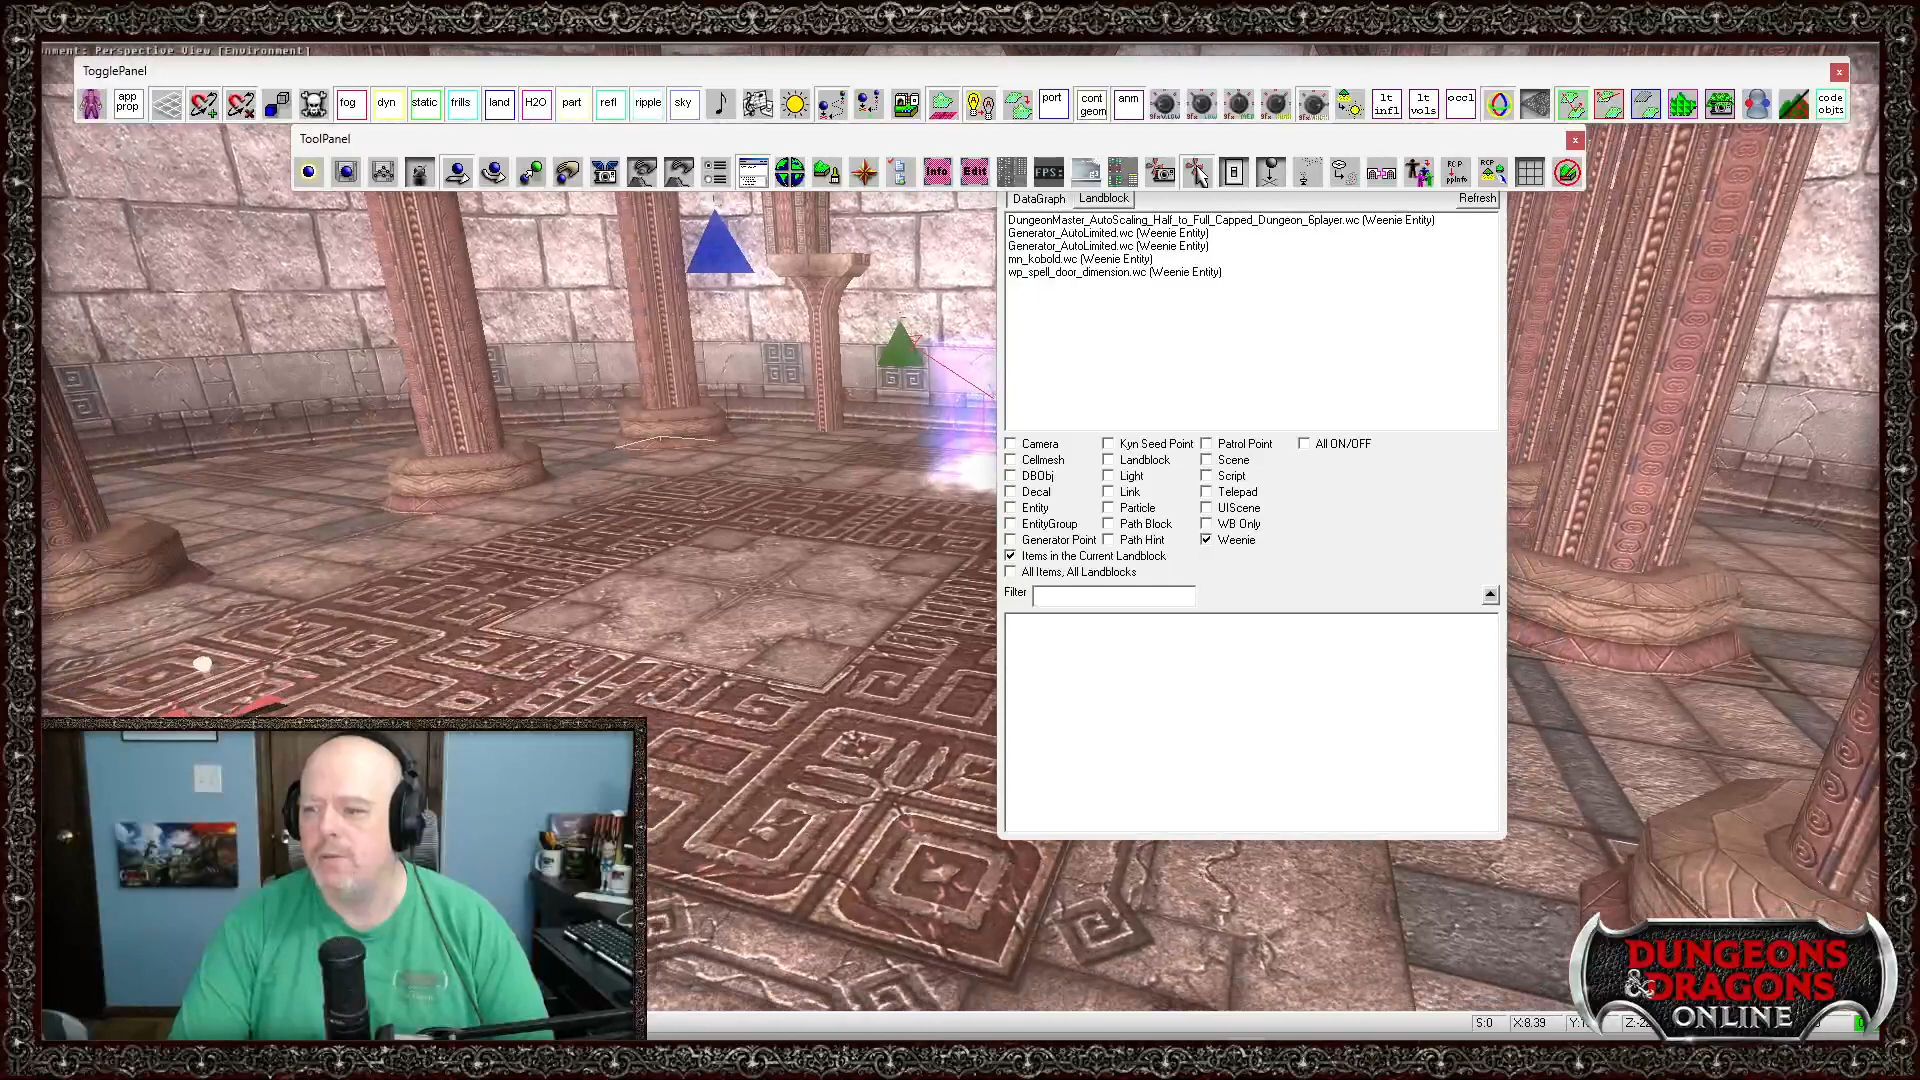 nment: Perspective View [Environment]
TogglePanel
x
app prop
fog
dyn
static
frills
land
H2O
part
refl
ripple
sky
port
cont geom
anm
lt infl
lt vols
occl
code objts
ToolPanel
x
Info
Edit
FPS:
RCP ppInfo
RCP
DataGraph
Landblock
Refresh
DungeonMaster_AutoScaling_Half_to_Full_Capped_Dungeon_6player.wc (Weenie Entity)
Generator_AutoLimited.wc (Weenie Entity)
Generator_AutoLimited.wc (Weenie Entity)
mn_kobold.wc (Weenie Entity)
wp_spell_door_dimension.wc (Weenie Entity)
Camera Kyn Seed Point Patrol Point All ON/OFF
Cellmesh Landblock Scene
DBObj Light Script
Decal Link Telepad
Entity Particle UIScene
EntityGroup Path Block WB Only
Generator Point Path Hint Weenie
Items in the Current Landblock
All Items, All Landblocks
Filter
S:0 X:8.39
DUNGEONS
& DRAGONS
ONLINE